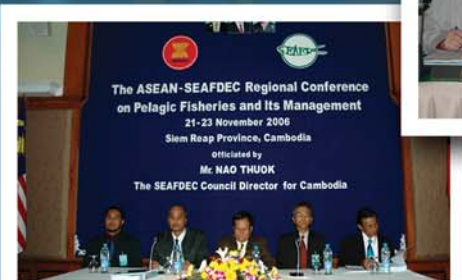 The ASEAN-SEAFDEC Regional Conference
on Pelagic Fisheries and Its Management
21-23 November 2006
Siem Reap Province, Cambodia
Officiated by
Mr. NAO THUOK
The SEAFDEC Council Director for Cambodia